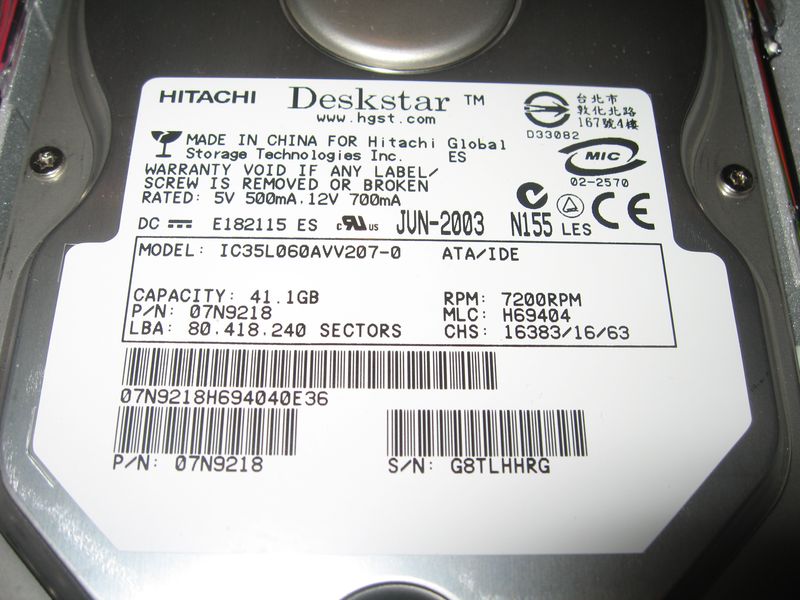 HITACHI Deskstar ™
www.hgst.com
台北市
敦化北路
167號4樓
D33082
MADE IN CHINA FOR Hitachi Global
Storage Technologies Inc. ES
MIC
02-2570
WARRANTY VOID IF ANY LABEL/
SCREW IS REMOVED OR BROKEN
RATED: 5V 500mA.12V 700mA
DC E182115 ES c UR us JUN-2003 N155 LES CE
MODEL: IC35L060AVV207-0 ATA/IDE
CAPACITY: 41.1GB RPM: 7200RPM
P/N: 07N9218 MLC: H69404
LBA: 80.418.240 SECTORS CHS: 16383/16/63
07N9218H694040E36
P/N: 07N9218 S/N: G8TLHHRG